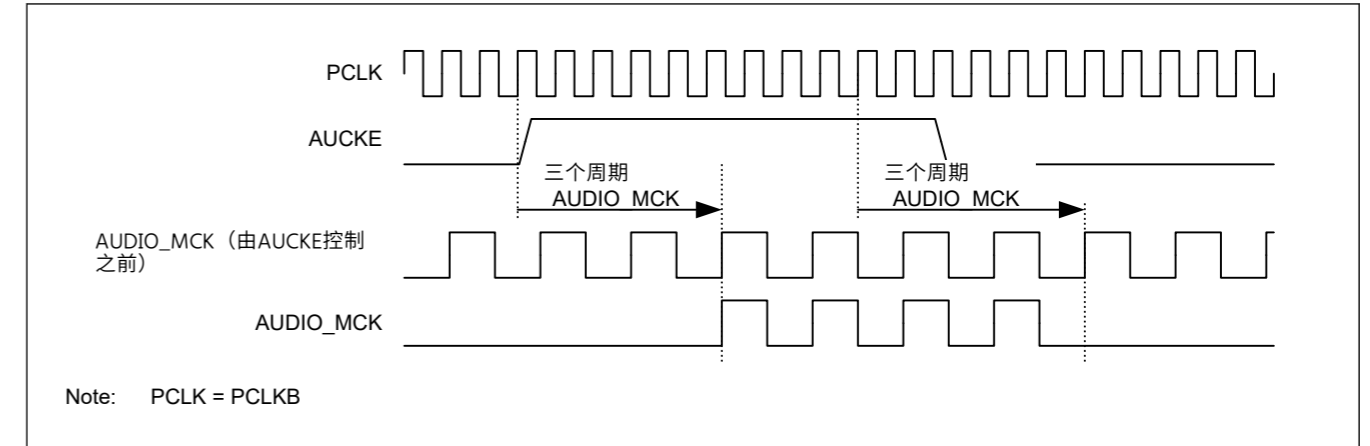 PCLK
AUCKE
三个周期
AUDIO_MCK
三个周期
AUDIO_MCK
AUDIO_MCK（由AUCKE控制
之前）
AUDIO_MCK
Note: PCLK = PCLKB